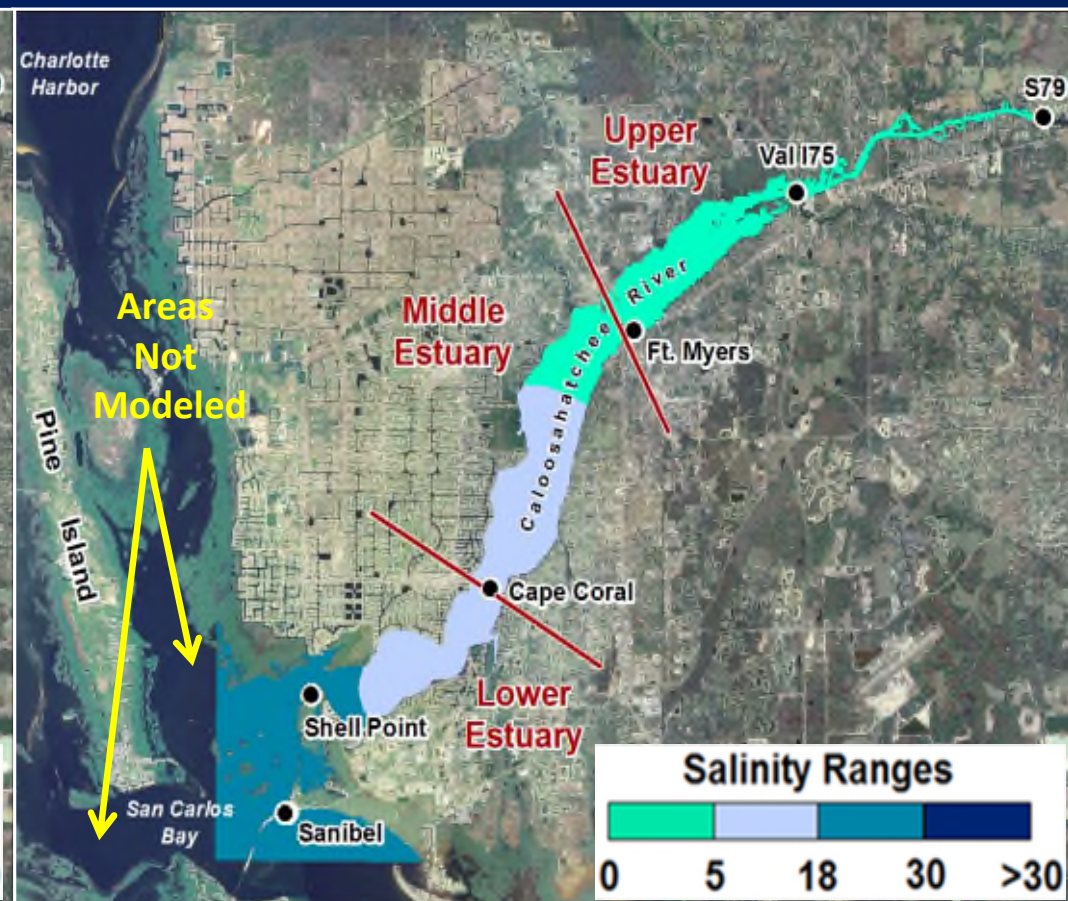 Charlotte
Harbor
S79
Upper
Estuary
Val I75
Areas
Not
Modeled
Middle
Estuary
Caloosahatchee River
Ft. Myers
Pine
Island
Cape Coral
Lower
Estuary
Shell Point
San Carlos
Bay
Sanibel
Salinity Ranges
0 5 18 30 >30